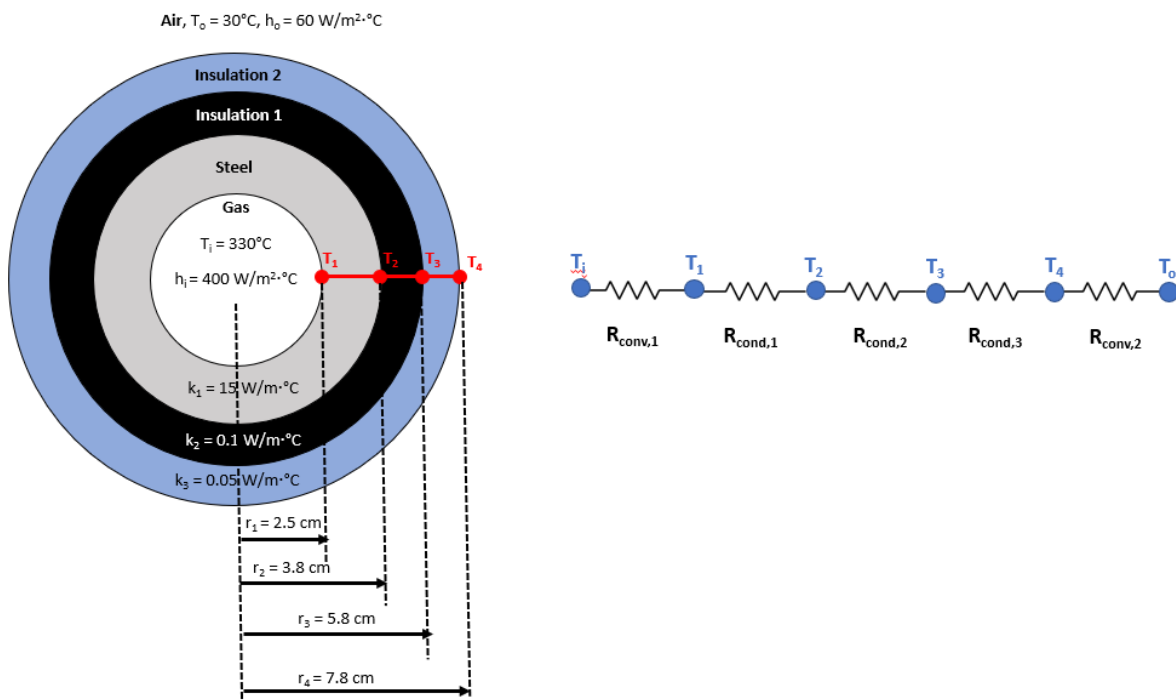 Air, Tₒ = 30°C, hₒ = 60 W/m²·°C
Insulation 2
Insulation 1
Steel
Gas
Tᵢ = 330°C
hᵢ = 400 W/m²·°C
T₁
T₂
T₃
T₄
k₁ = 15 W/m·°C
k₂ = 0.1 W/m·°C
k₃ = 0.05 W/m·°C
r₁ = 2.5 cm
r₂ = 3.8 cm
r₃ = 5.8 cm
r₄ = 7.8 cm
Tᵢ
T₁
T₂
T₃
T₄
Tₒ
Rconv,1
Rcond,1
Rcond,2
Rcond,3
Rconv,2